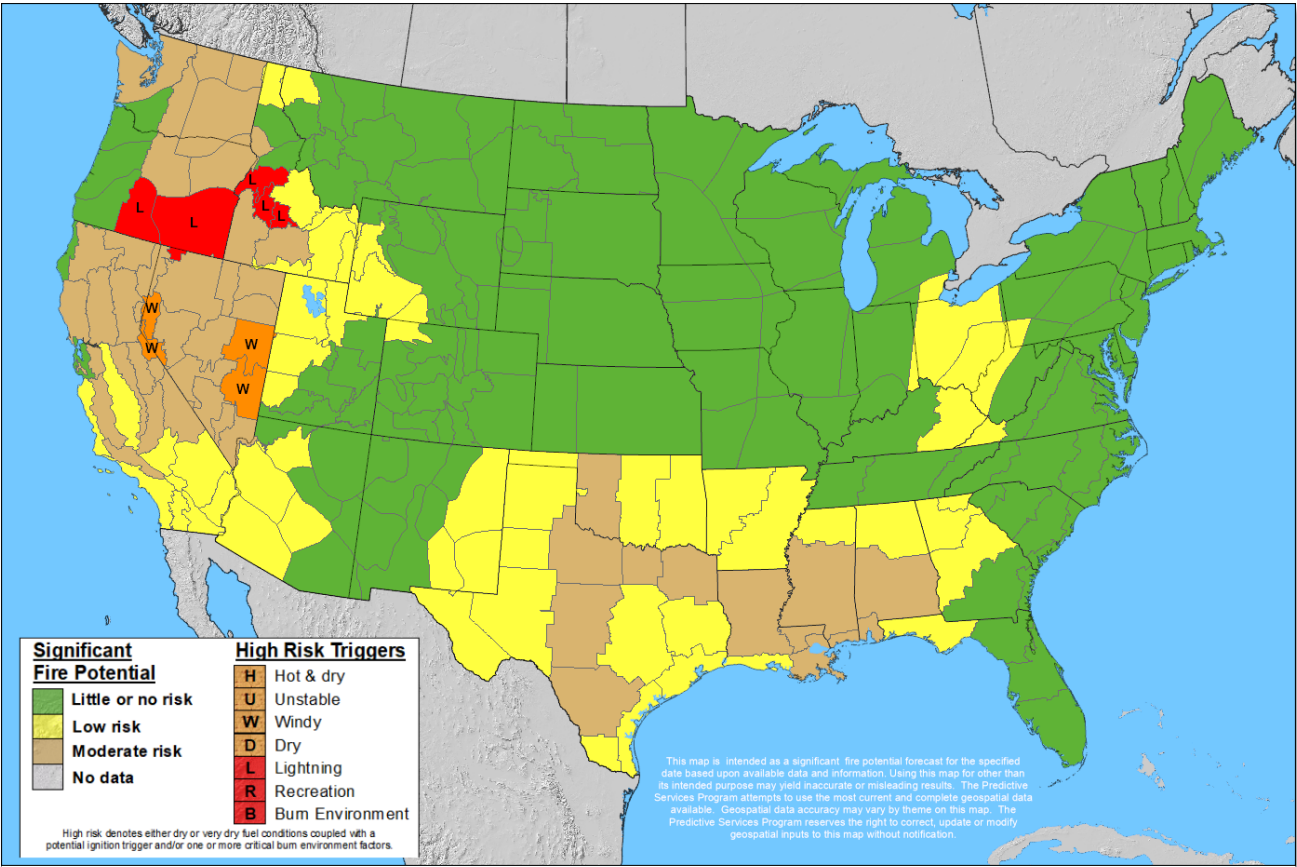 L
L
L
L
L
W
W
W
W
Significant
Fire Potential
Little or no risk
Low risk
Moderate risk
No data
High Risk Triggers
H Hot & dry
U Unstable
W Windy
D Dry
L Lightning
R Recreation
B Burn Environment
High risk denotes either dry or very dry fuel conditions coupled with a
potential ignition trigger and/or one or more critical burn environment factors.
This map is intended as a significant fire potential forecast for the specified
date based upon available data and information. Using this map for other than
its intended purpose may yield inaccurate or misleading results. The Predictive
Services Program attempts to use the most current and complete geospatial data
available. Geospatial data accuracy may vary by theme on this map. The
Predictive Services Program reserves the right to correct, update or modify
geospatial inputs to this map without notification.